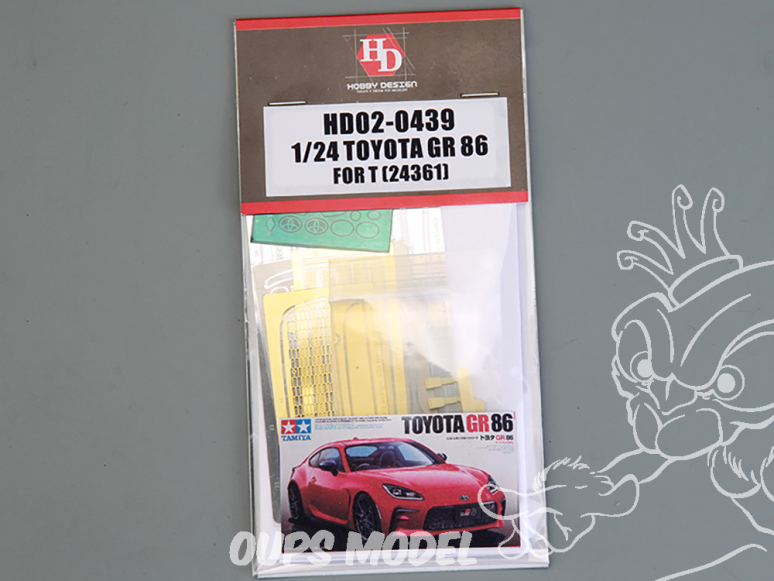 HD
HOBBY DESIGN
HD02-0439
1/24 TOYOTA GR 86
FOR T (24361)
TOYOTA GR 86
トヨタ GR 86
TAMIYA
OUPS MODEL